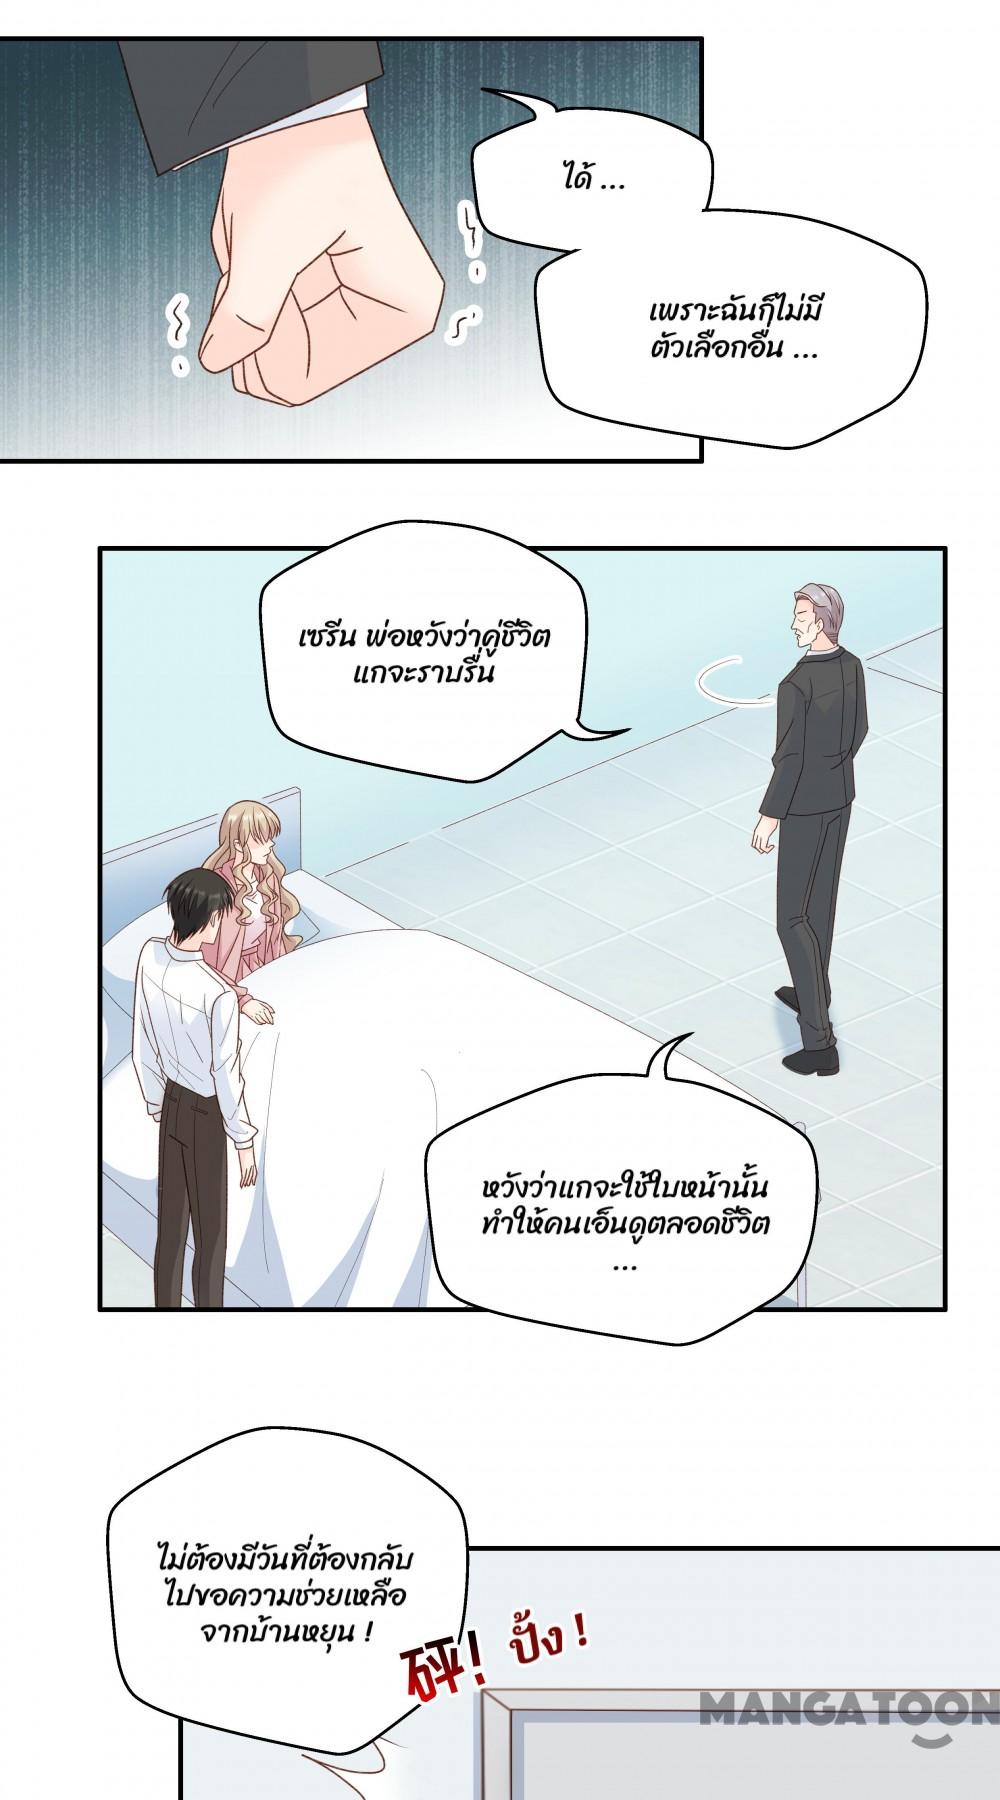 ได้ ...
เพราะฉันก็ไม่มี
ตัวเลือกอื่น ...
เซรีน พ่อหวังว่าคู่ชีวิต
แกจะราบรื่น
หวังว่าแกจะใช้ใบหน้านั้น
ทำให้คนเอ็นดูตลอดชีวิต
...
ไม่ต้องมีวันที่ต้องกลับ
ไปขอความช่วยเหลือ
จากบ้านหยุน !
砰! ปั้ง !
MANGATOON